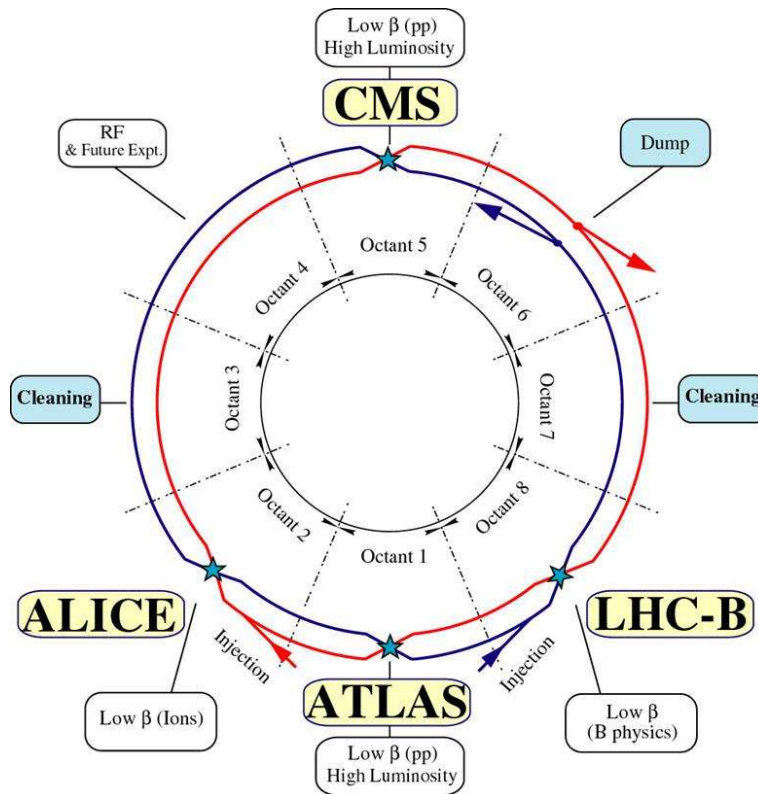 Low β (pp)
High Luminosity
CMS
RF
& Future Expt.
Dump
Octant 5
Octant 4
Octant 6
Cleaning
Octant 3
Octant 7
Cleaning
Octant 2
Octant 8
Octant 1
ALICE
LHC-B
Injection
Injection
ATLAS
Low β (Ions)
Low β
(B physics)
Low β (pp)
High Luminosity